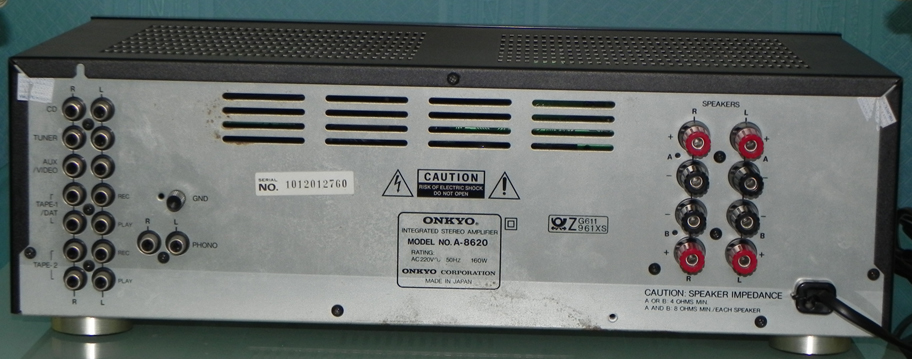 R L
CD
TUNER
AUX
/VIDEO
TAPE-1
/DAT
REC
PLAY
TAPE-2
REC
PLAY
R L
GND
R L
PHONO
SERIAL
NO. 1012012760
CAUTION
RISK OF ELECTRIC SHOCK
DO NOT OPEN
ONKYO®
INTEGRATED STEREO AMPLIFIER
MODEL NO. A-8620
RATING:
AC 220V∿ 50HZ 160W
ONKYO CORPORATION
MADE IN JAPAN
Z G611
961XS
SPEAKERS
R L
+ +
A A
− −
− −
B B
+ +
R L
CAUTION: SPEAKER IMPEDANCE
A OR B: 4 OHMS MIN.
A AND B: 8 OHMS MIN./EACH SPEAKER